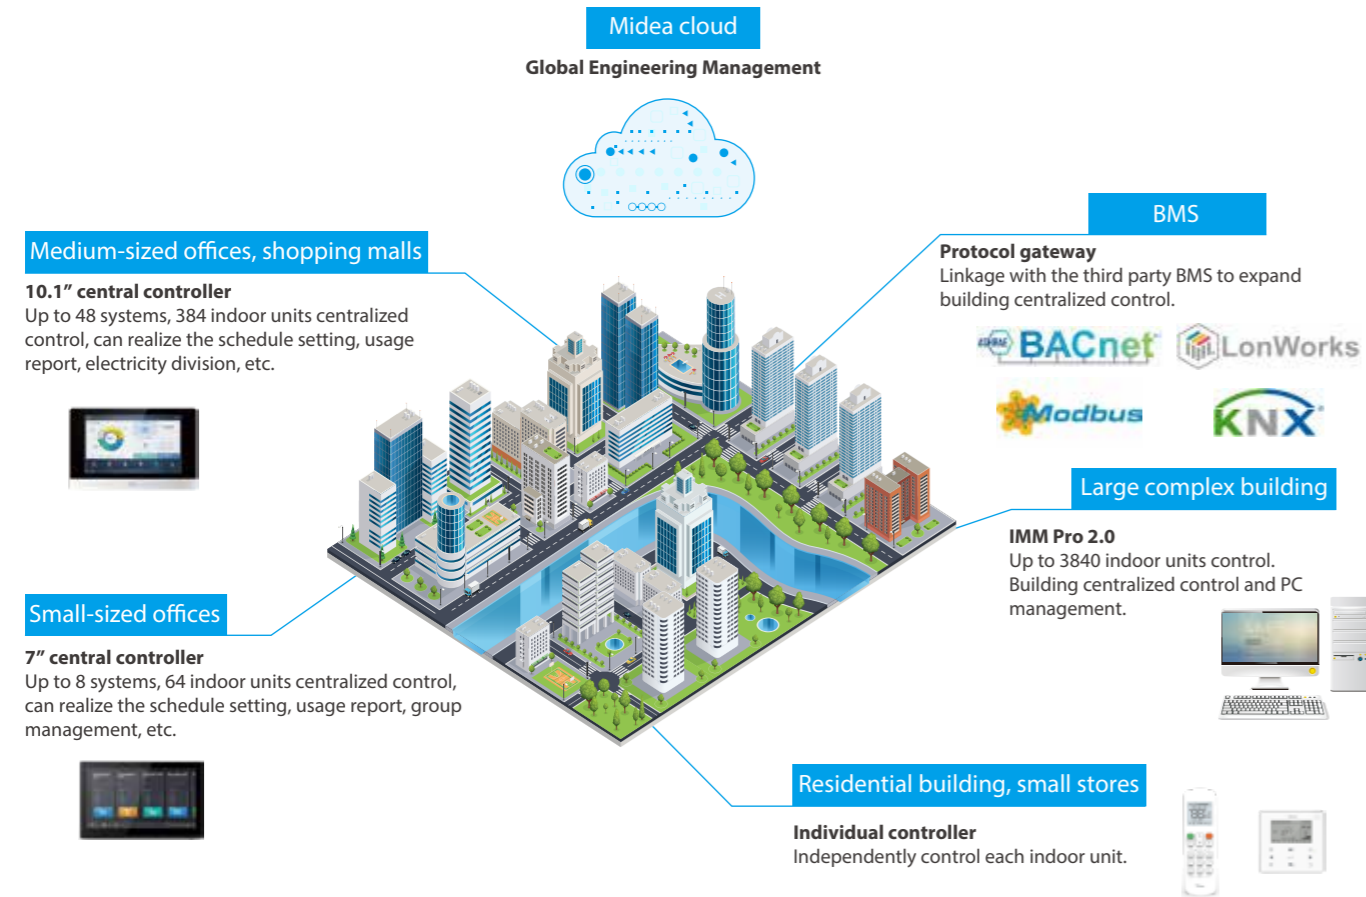 Midea cloud
Global Engineering Management
Medium-sized offices, shopping malls
10.1” central controller
Up to 48 systems, 384 indoor units centralized
control, can realize the schedule setting, usage
report, electricity division, etc.
BMS
Protocol gateway
Linkage with the third party BMS to expand
building centralized control.
ASHRAE BACnet
LonWorks
Modbus
KNX
Large complex building
IMM Pro 2.0
Up to 3840 indoor units control.
Building centralized control and PC
management.
Small-sized offices
7” central controller
Up to 8 systems, 64 indoor units centralized control,
can realize the schedule setting, usage report, group
management, etc.
Residential building, small stores
Individual controller
Independently control each indoor unit.